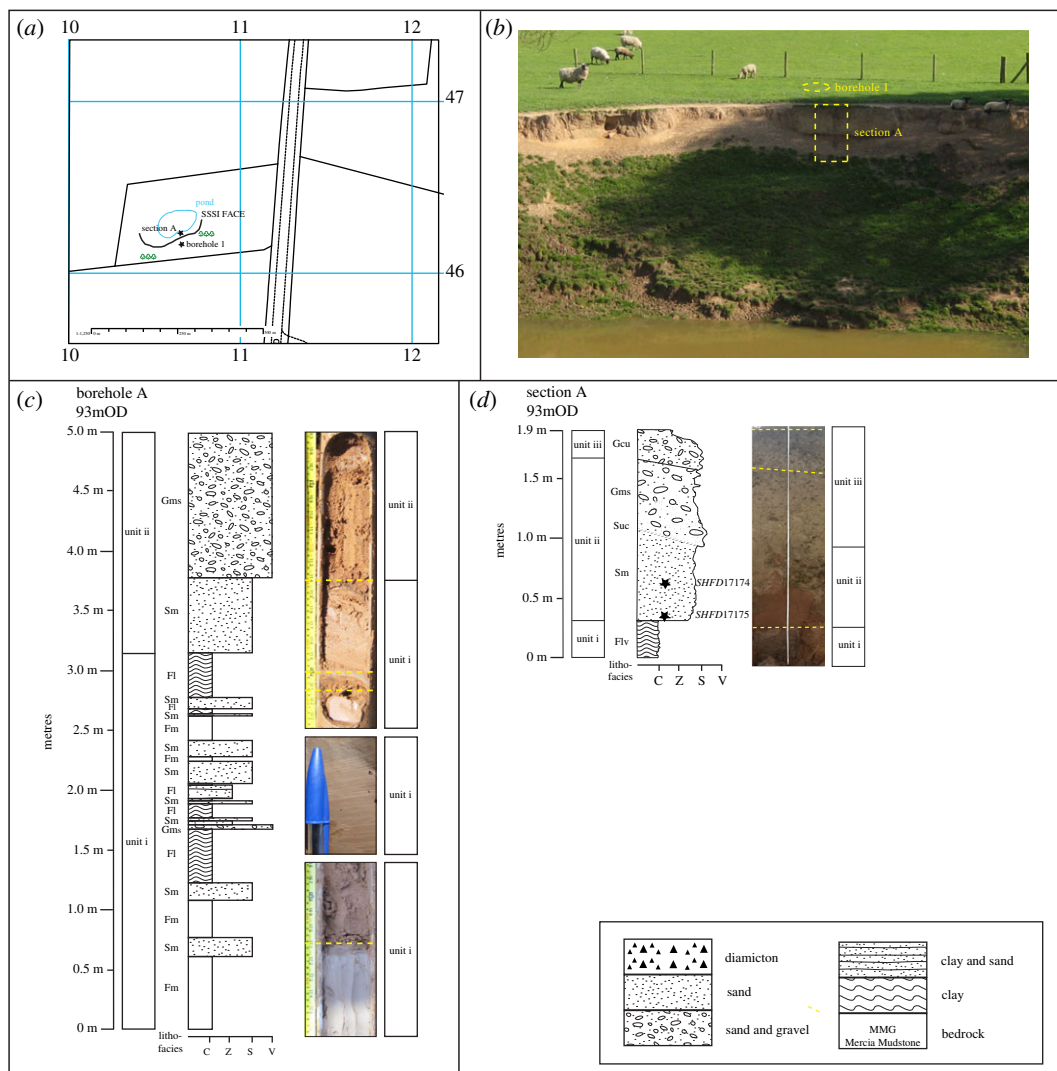 (a)
10
11
12
47
pond
SSSI FACE
section A
borehole 1
46
0 m
10
11
12
(b)
borehole 1
section A
(c)
borehole A
93mOD
5.0 m
4.5 m
4.0 m
3.5 m
3.0 m
2.5 m
2.0 m
1.5 m
1.0 m
0.5 m
0 m
metres
unit ii
unit i
Gms
Sm
Fl
Sm
Fl
Sm
Fm
Sm
Fm
Sm
Fl
Sm
Fl
Sm
Gms
Fl
Sm
Fm
Sm
Fm
litho-
facies
C Z S V
unit ii
unit i
unit i
unit i
(d)
section A
93mOD
1.9 m
1.5 m
1.0 m
0.5 m
0 m
metres
unit iii
unit ii
unit i
Gcu
Gms
Suc
Sm
Flv
SHFD17174
SHFD17175
litho-
facies
C Z S V
unit iii
unit ii
unit i
diamicton
sand
sand and gravel
clay and sand
clay
MMG
Mercia Mudstone
bedrock